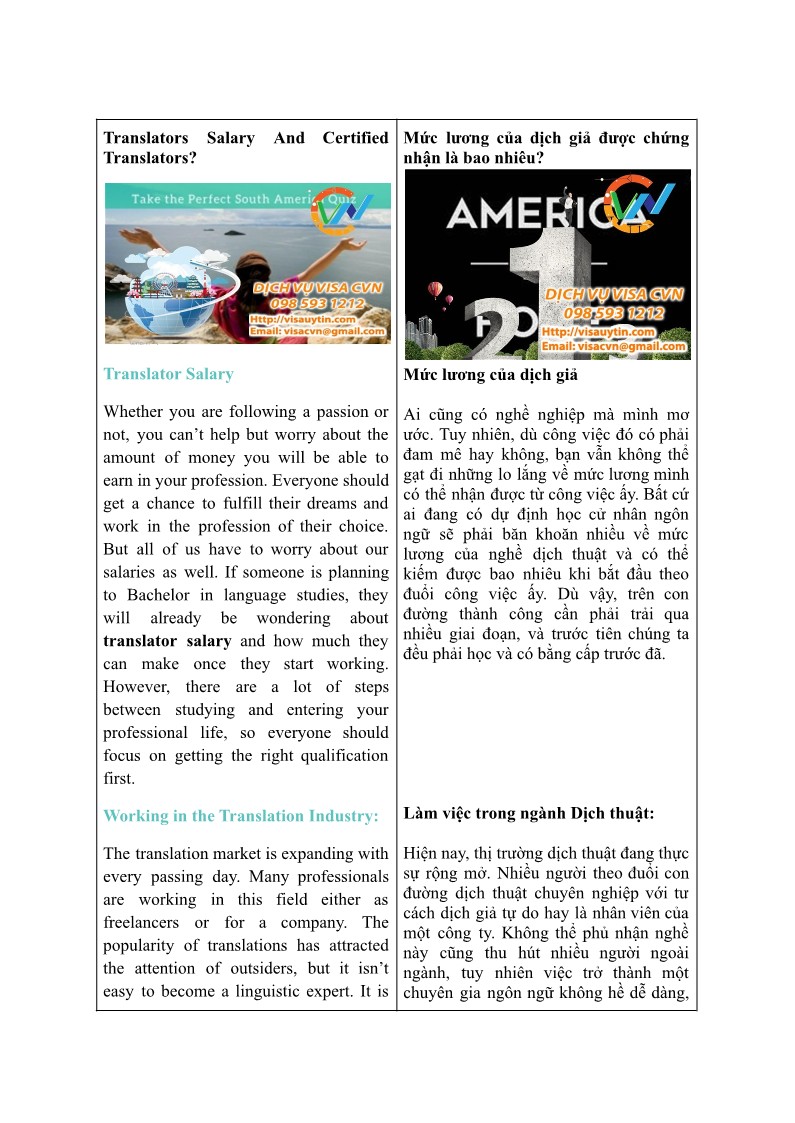 Translators Salary And Certified
Translators?
Take the Perfect South America Quiz
CVN
DỊCH VỤ VISA CVN
098 593 1212
Http://visauytin.com
Email: visacvn@gmail.com
Translator Salary
Whether you are following a passion or
not, you can’t help but worry about the
amount of money you will be able to
earn in your profession. Everyone should
get a chance to fulfill their dreams and
work in the profession of their choice.
But all of us have to worry about our
salaries as well. If someone is planning
to Bachelor in language studies, they
will already be wondering about
translator salary and how much they
can make once they start working.
However, there are a lot of steps
between studying and entering your
professional life, so everyone should
focus on getting the right qualification
first.
Working in the Translation Industry:
The translation market is expanding with
every passing day. Many professionals
are working in this field either as
freelancers or for a company. The
popularity of translations has attracted
the attention of outsiders, but it isn’t
easy to become a linguistic expert. It is
Mức lương của dịch giả được chứng
nhận là bao nhiêu?
AMERICA
CVN
1
2
DỊCH VỤ VISA CVN
098 593 1212
Http://visauytin.com
Email: visacvn@gmail.com
Mức lương của dịch giả
Ai cũng có nghề nghiệp mà mình mơ
ước. Tuy nhiên, dù công việc đó có phải
đam mê hay không, bạn vẫn không thể
gạt đi những lo lắng về mức lương mình
có thể nhận được từ công việc ấy. Bất cứ
ai đang có dự định học cử nhân ngôn
ngữ sẽ phải băn khoăn nhiều về mức
lương của nghề dịch thuật và có thể
kiếm được bao nhiêu khi bắt đầu theo
đuổi công việc ấy. Dù vậy, trên con
đường thành công cần phải trải qua
nhiều giai đoạn, và trước tiên chúng ta
đều phải học và có bằng cấp trước đã.
Làm việc trong ngành Dịch thuật:
Hiện nay, thị trường dịch thuật đang thực
sự rộng mở. Nhiều người theo đuổi con
đường dịch thuật chuyên nghiệp với tư
cách dịch giả tự do hay là nhân viên của
một công ty. Không thể phủ nhận nghề
này cũng thu hút nhiều người ngoài
ngành, tuy nhiên việc trở thành một
chuyên gia ngôn ngữ không hề dễ dàng,